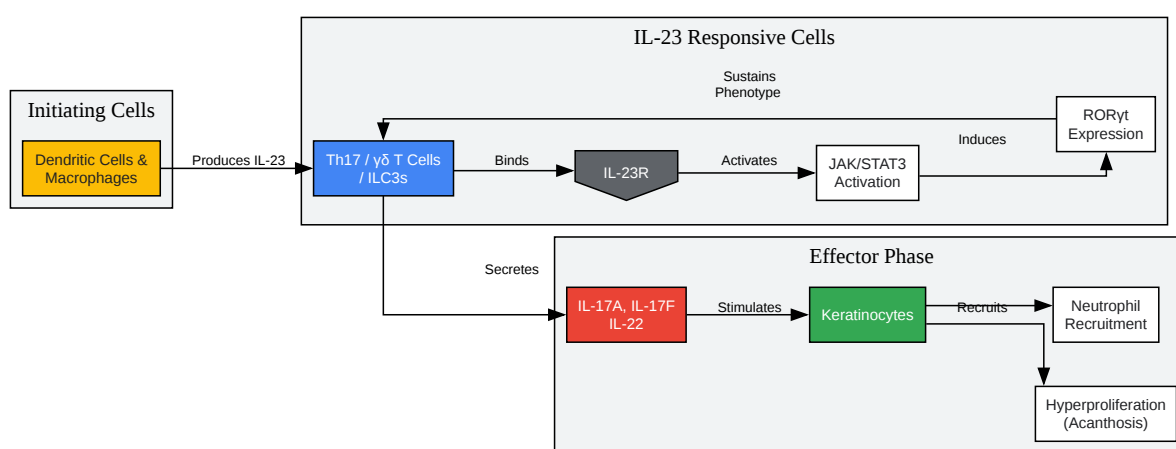 IL-23 Responsive Cells
Sustains
Phenotype
Initiating Cells
RORγt
Expression
Dendritic Cells &
Macrophages
Produces IL-23
Th17 / γδ T Cells
/ ILC3s
Binds
IL-23R
Activates
JAK/STAT3
Activation
Induces
Effector Phase
Secretes
IL-17A, IL-17F
IL-22
Stimulates
Keratinocytes
Recruits
Neutrophil
Recruitment
Hyperproliferation
(Acanthosis)